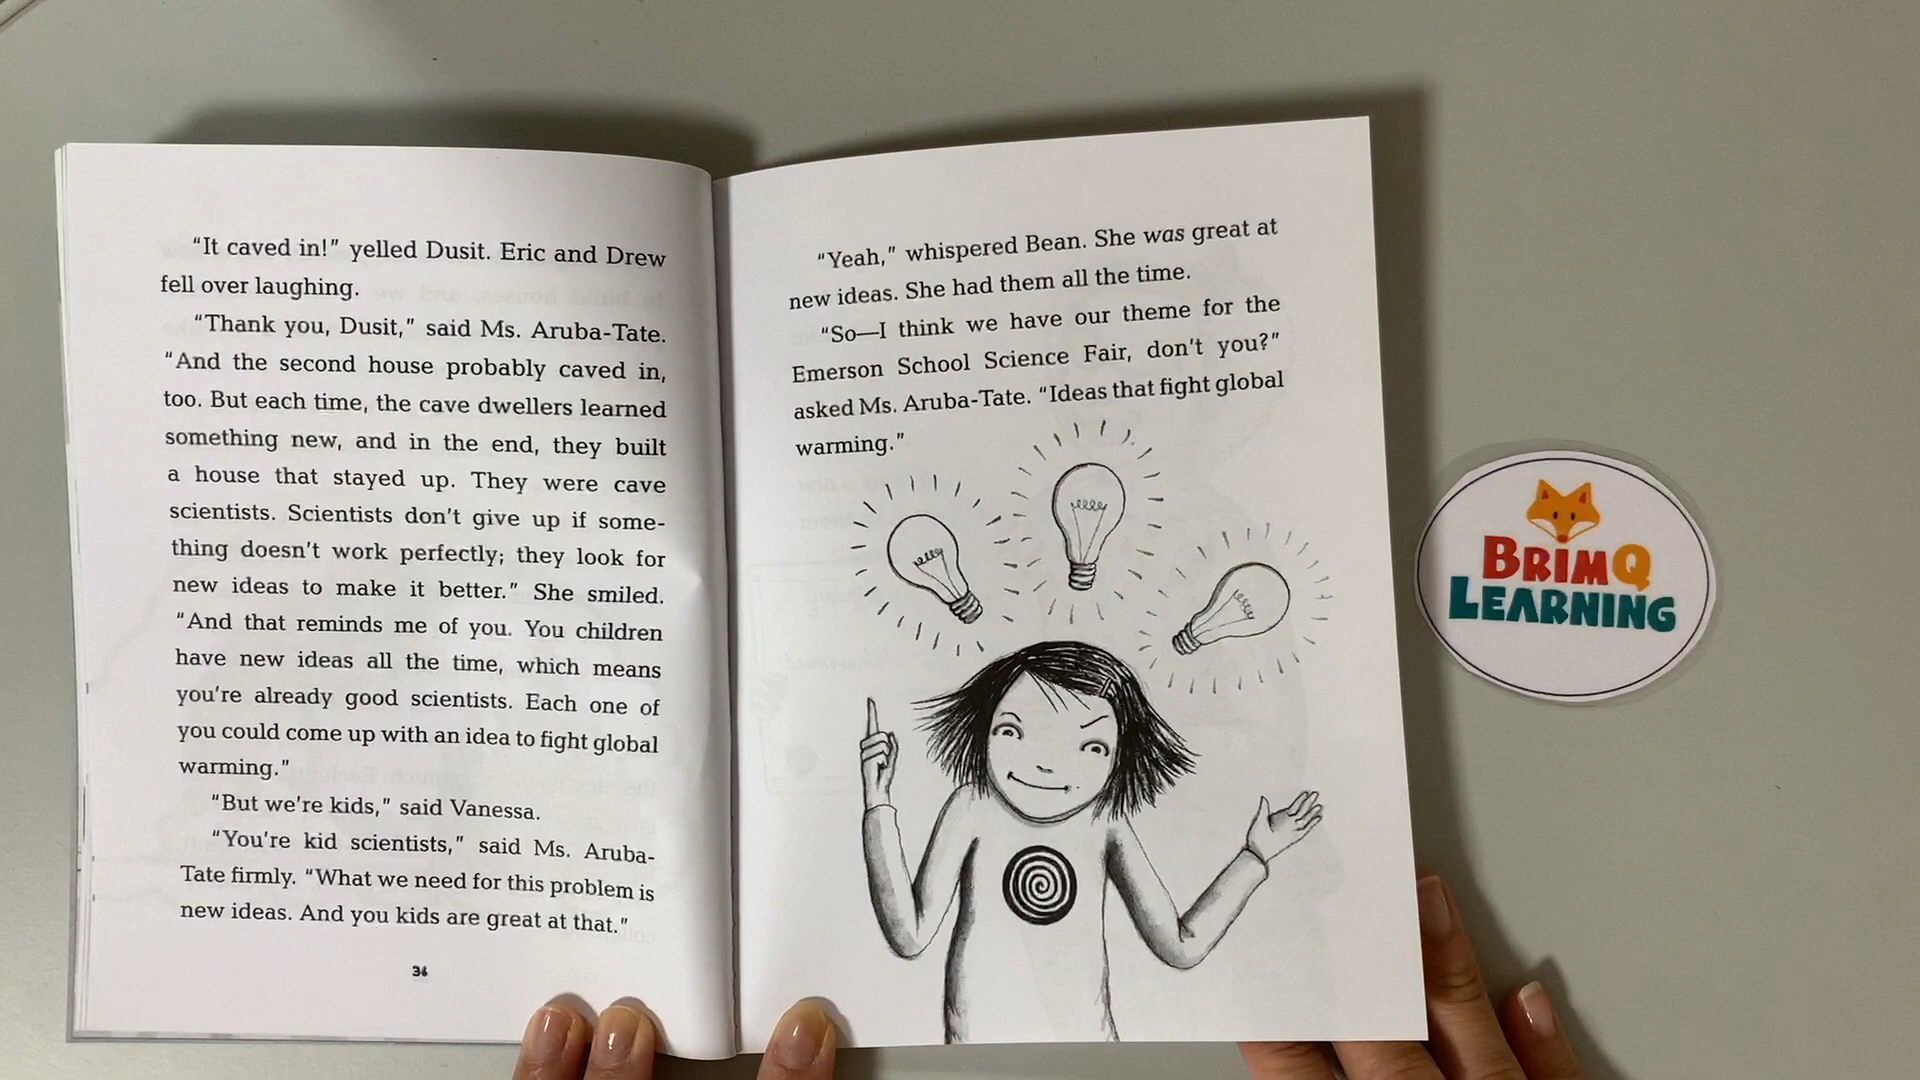 “It caved in!” yelled Dusit. Eric and Drew
fell over laughing.
“Thank you, Dusit,” said Ms. Aruba-Tate.
“And the second house probably caved in,
too. But each time, the cave dwellers learned
something new, and in the end, they built
a house that stayed up. They were cave
scientists. Scientists don’t give up if some-
thing doesn’t work perfectly; they look for
new ideas to make it better.” She smiled.
“And that reminds me of you. You children
have new ideas all the time, which means
you’re already good scientists. Each one of
you could come up with an idea to fight global
warming.”
“But we’re kids,” said Vanessa.
“You’re kid scientists,” said Ms. Aruba-
Tate firmly. “What we need for this problem is
new ideas. And you kids are great at that.”
36
“Yeah,” whispered Bean. She was great at
new ideas. She had them all the time.
“So—I think we have our theme for the
Emerson School Science Fair, don’t you?”
asked Ms. Aruba-Tate. “Ideas that fight global
warming.”
BRIMQ
LEARNING